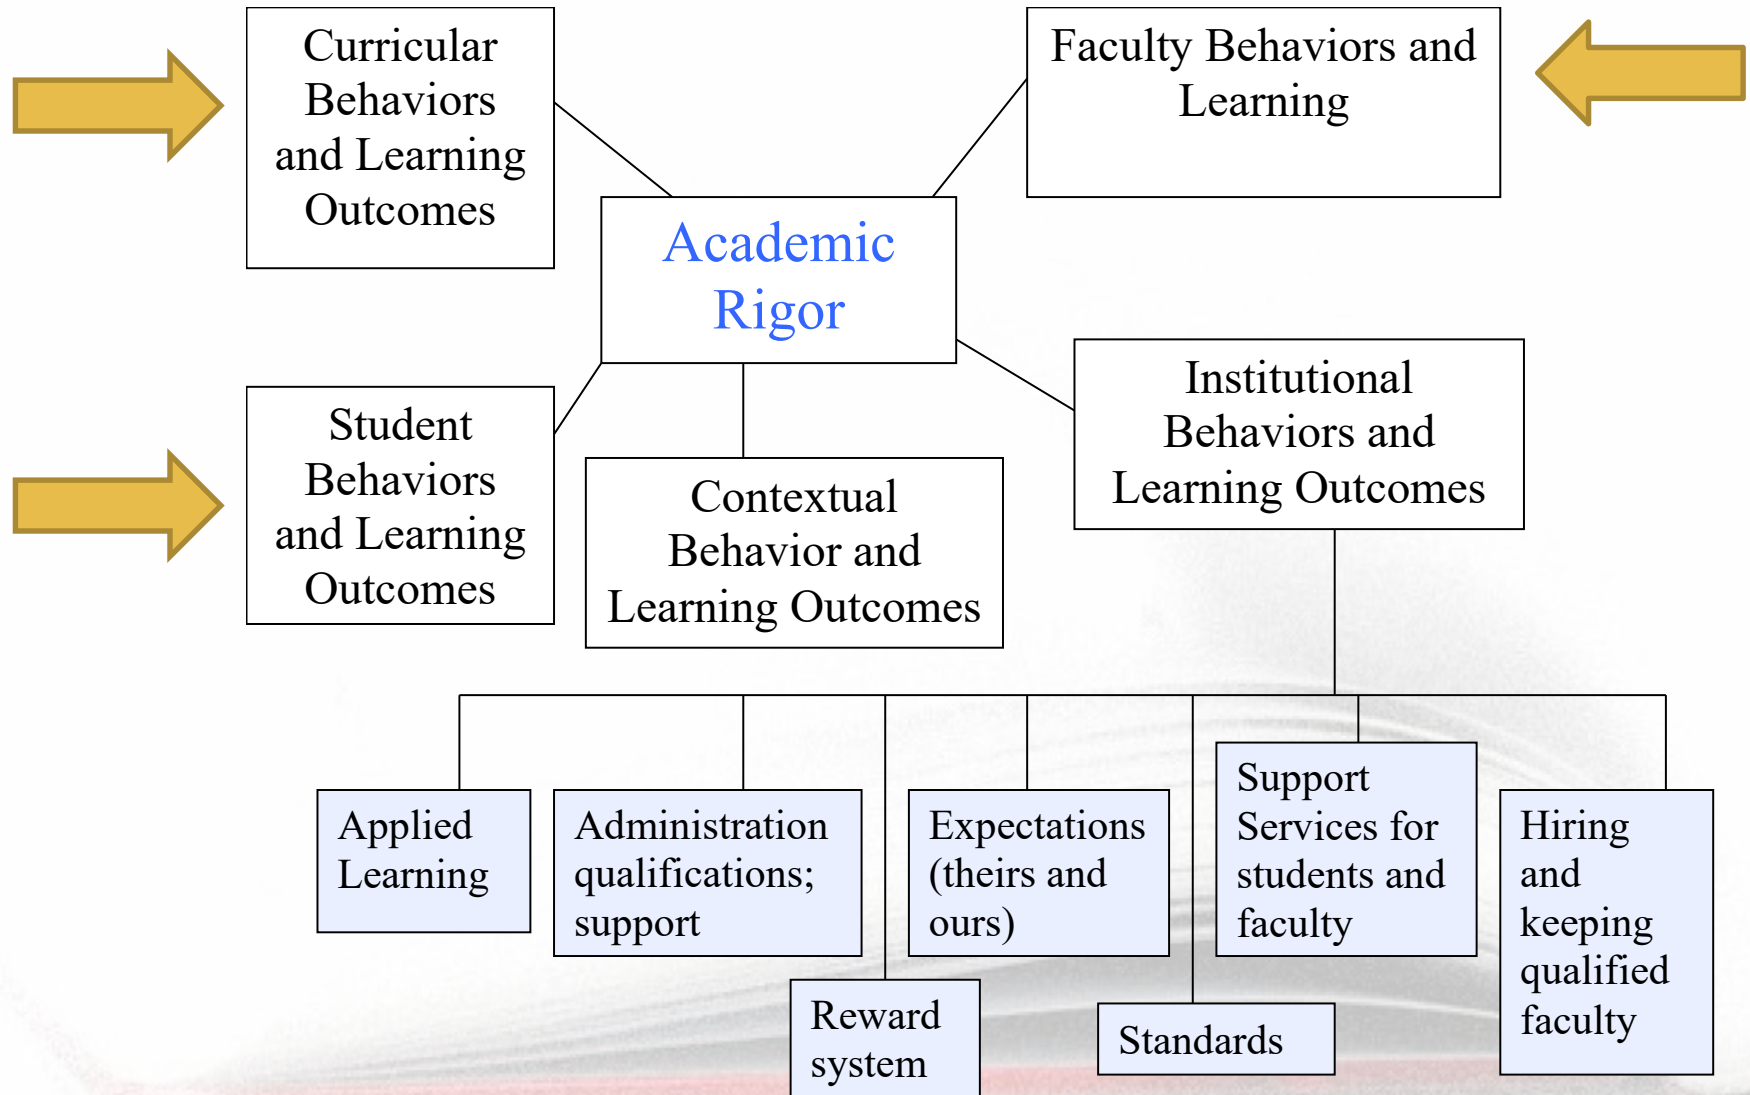 Curricular
Behaviors
and Learning
Outcomes
Faculty Behaviors and
Learning
Academic
Rigor
Student
Behaviors
and Learning
Outcomes
Contextual
Behavior and
Learning Outcomes
Institutional
Behaviors and
Learning Outcomes
Applied
Learning
Administration
qualifications;
support
Reward
system
Expectations
(theirs and
ours)
Standards
Support
Services for
students and
faculty
Hiring
and
keeping
qualified
faculty